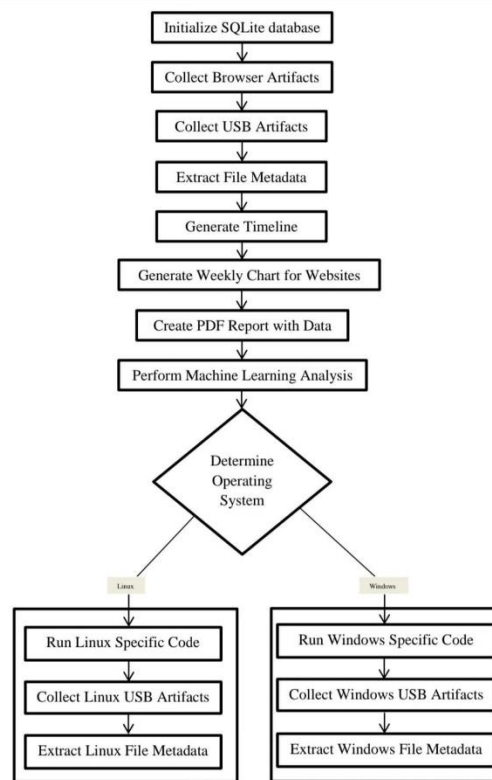 Initialize SQLite database
Collect Browser Artifacts
Collect USB Artifacts
Extract File Metadata
Generate Timeline
Generate Weekly Chart for Websites
Create PDF Report with Data
Perform Machine Learning Analysis
Determine
Operating
System
Linux
Windows
Run Linux Specific Code
Collect Linux USB Artifacts
Extract Linux File Metadata
Run Windows Specific Code
Collect Windows USB Artifacts
Extract Windows File Metadata